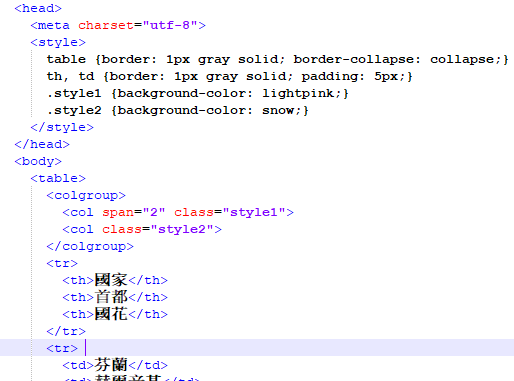 <head>
<meta charset="utf-8">
<style>
table {border: 1px gray solid; border-collapse: collapse;}
th, td {border: 1px gray solid; padding: 5px;}
.style1 {background-color: lightpink;}
.style2 {background-color: snow;}
</style>
</head>
<body>
<table>
<colgroup>
<col span="2" class="style1">
<col class="style2">
</colgroup>
<tr>
<th>國家</th>
<th>首都</th>
<th>國花</th>
</tr>
<tr>
<td>芬蘭</td>